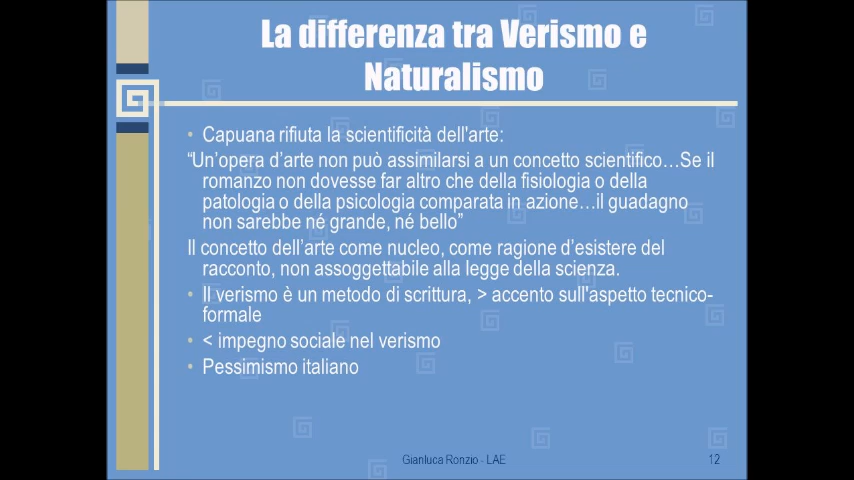 La differenza tra Verismo e
Naturalismo
• Capuana rifiuta la scientificità dell'arte:
“Un’opera d’arte non può assimilarsi a un concetto scientifico…Se il
romanzo non dovesse far altro che della fisiologia o della
patologia o della psicologia comparata in azione…il guadagno
non sarebbe né grande, né bello”
Il concetto dell’arte come nucleo, come ragione d’esistere del
racconto, non assoggettabile alla legge della scienza.
• Il verismo è un metodo di scrittura, > accento sull'aspetto tecnico-
formale
• < impegno sociale nel verismo
• Pessimismo italiano
Gianluca Ronzio - LAE 12